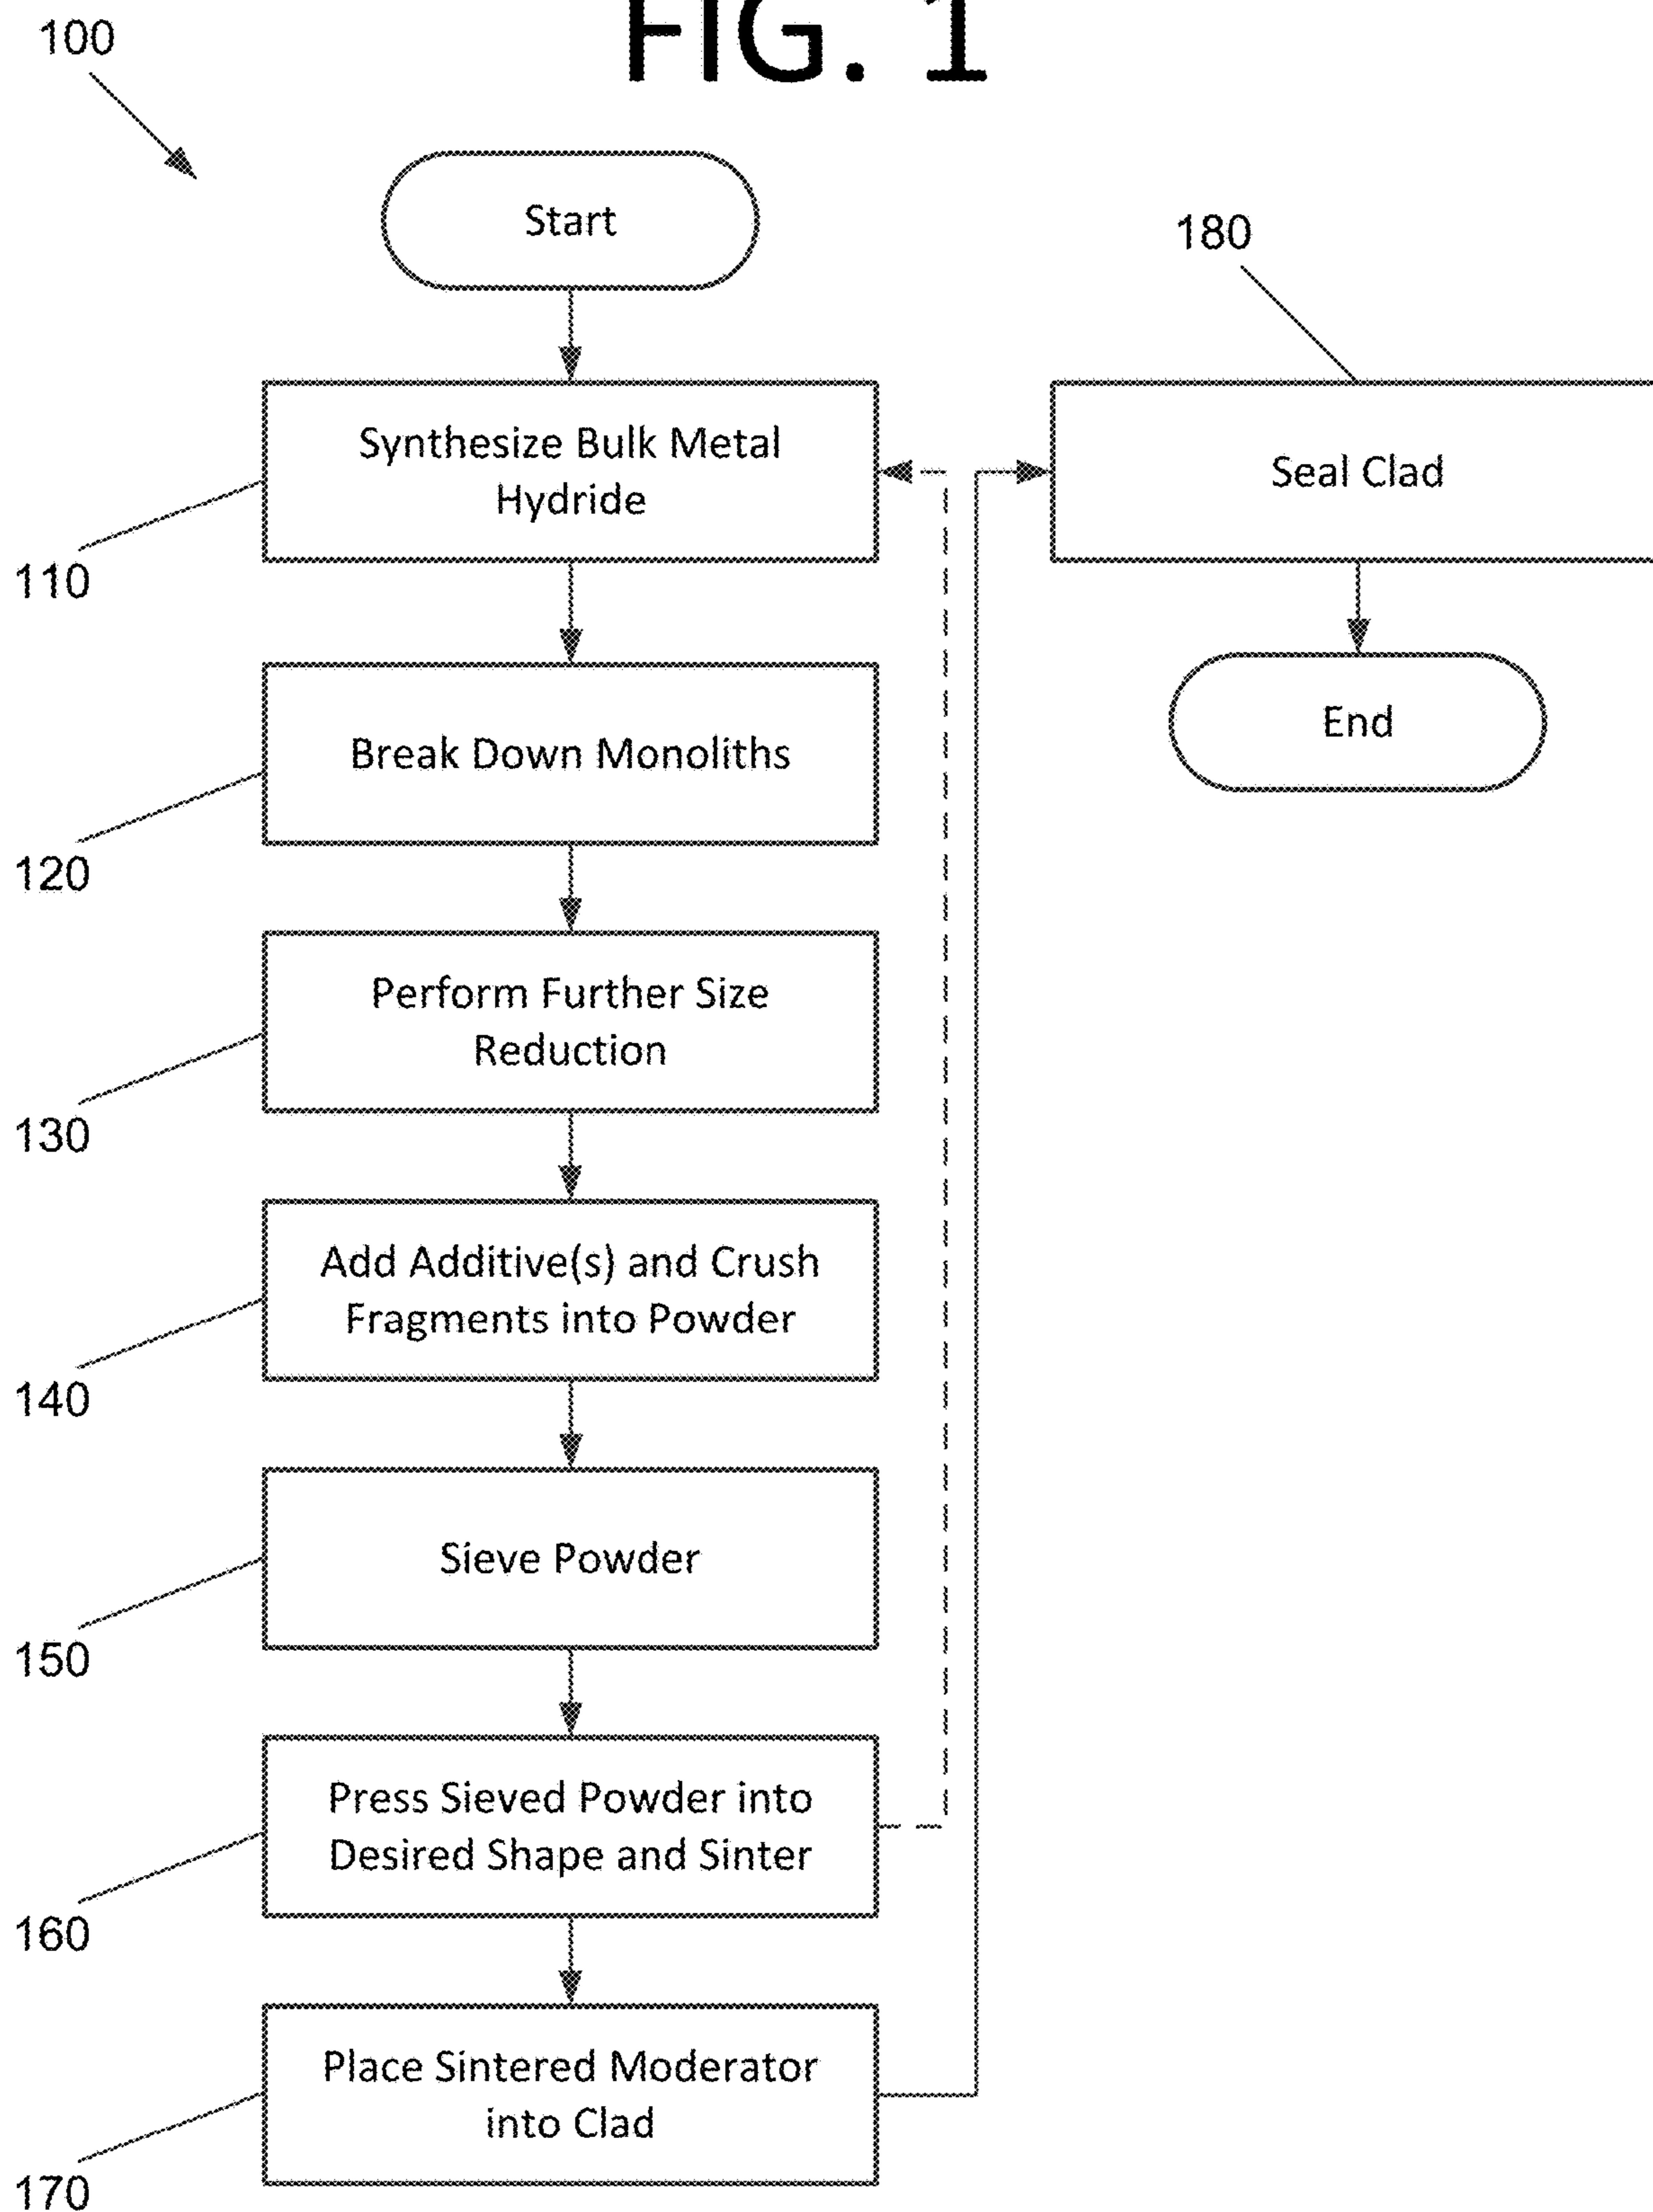 FIG. 1
100
Start
180
Synthesize Bulk Metal
Hydride
Seal Clad
110
Break Down Monoliths
End
120
Perform Further Size
Reduction
130
Add Additive(s) and Crush
Fragments into Powder
140
Sieve Powder
150
Press Sieved Powder into
Desired Shape and Sinter
160
Place Sintered Moderator
into Clad
170